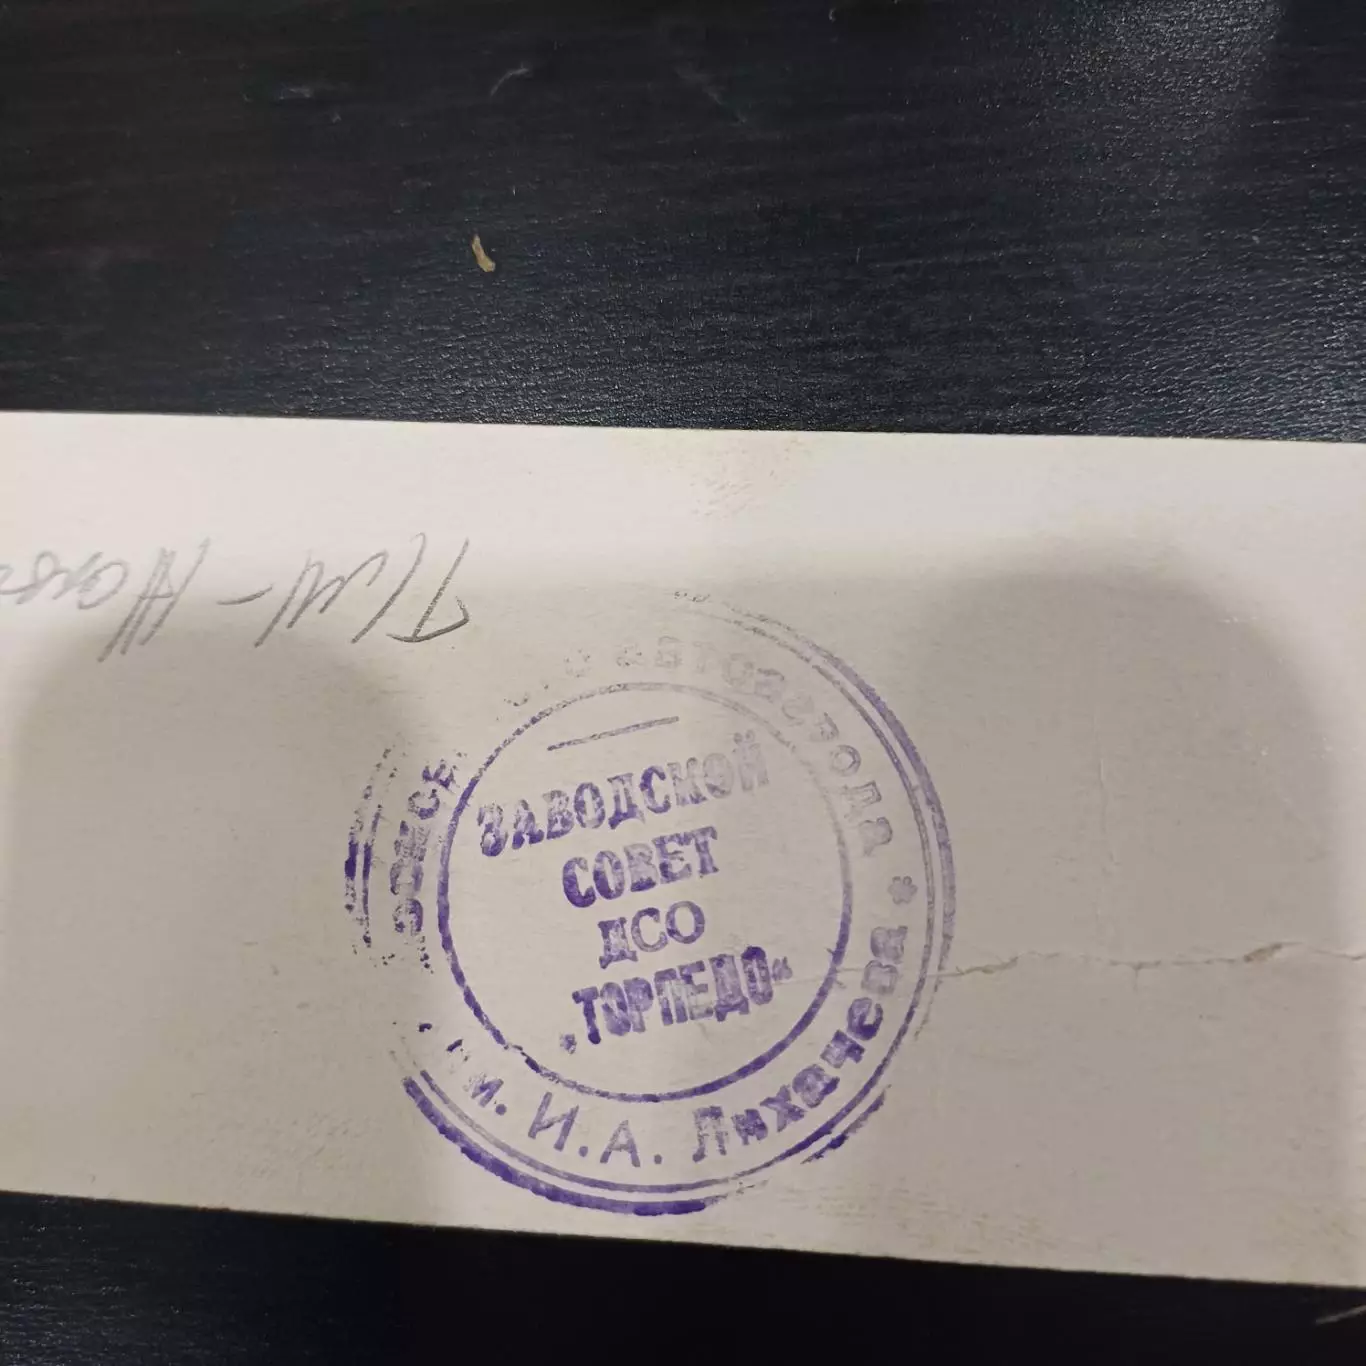 автозавода *
ЗАВОДСКОЙ
СОВЕТ
ДСО
„ТОРПЕДО“
им. И.А. Лихачева